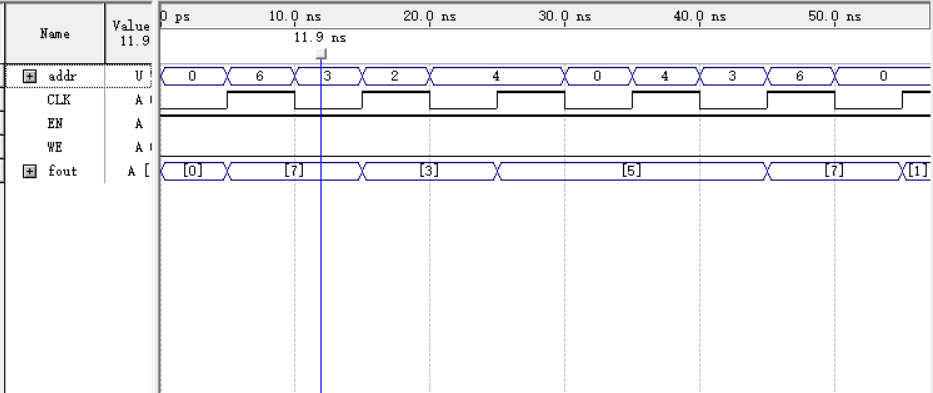 0 ps 10.0 ns 20.0 ns 30.0 ns 40.0 ns 50.0 ns
Name Value
11.9
11.9 ns
addr U 0 6 3 2 4 0 4 3 6 0
CLK A
EN A
WE A
fout A [ [0] [7] [3] [5] [7] [1]